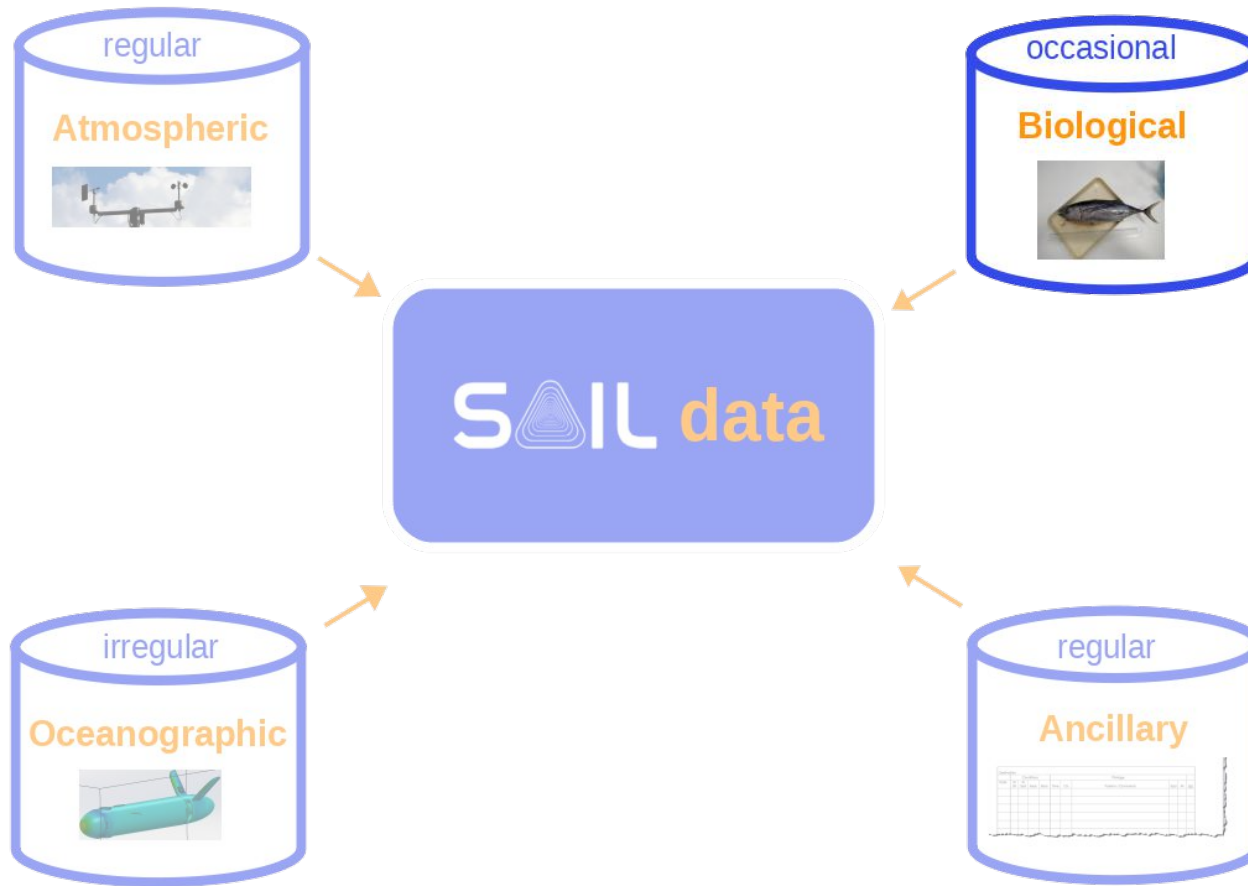 regular
Atmospheric
occasional
Biological
SAIL data
irregular
Oceanographic
regular
Ancillary